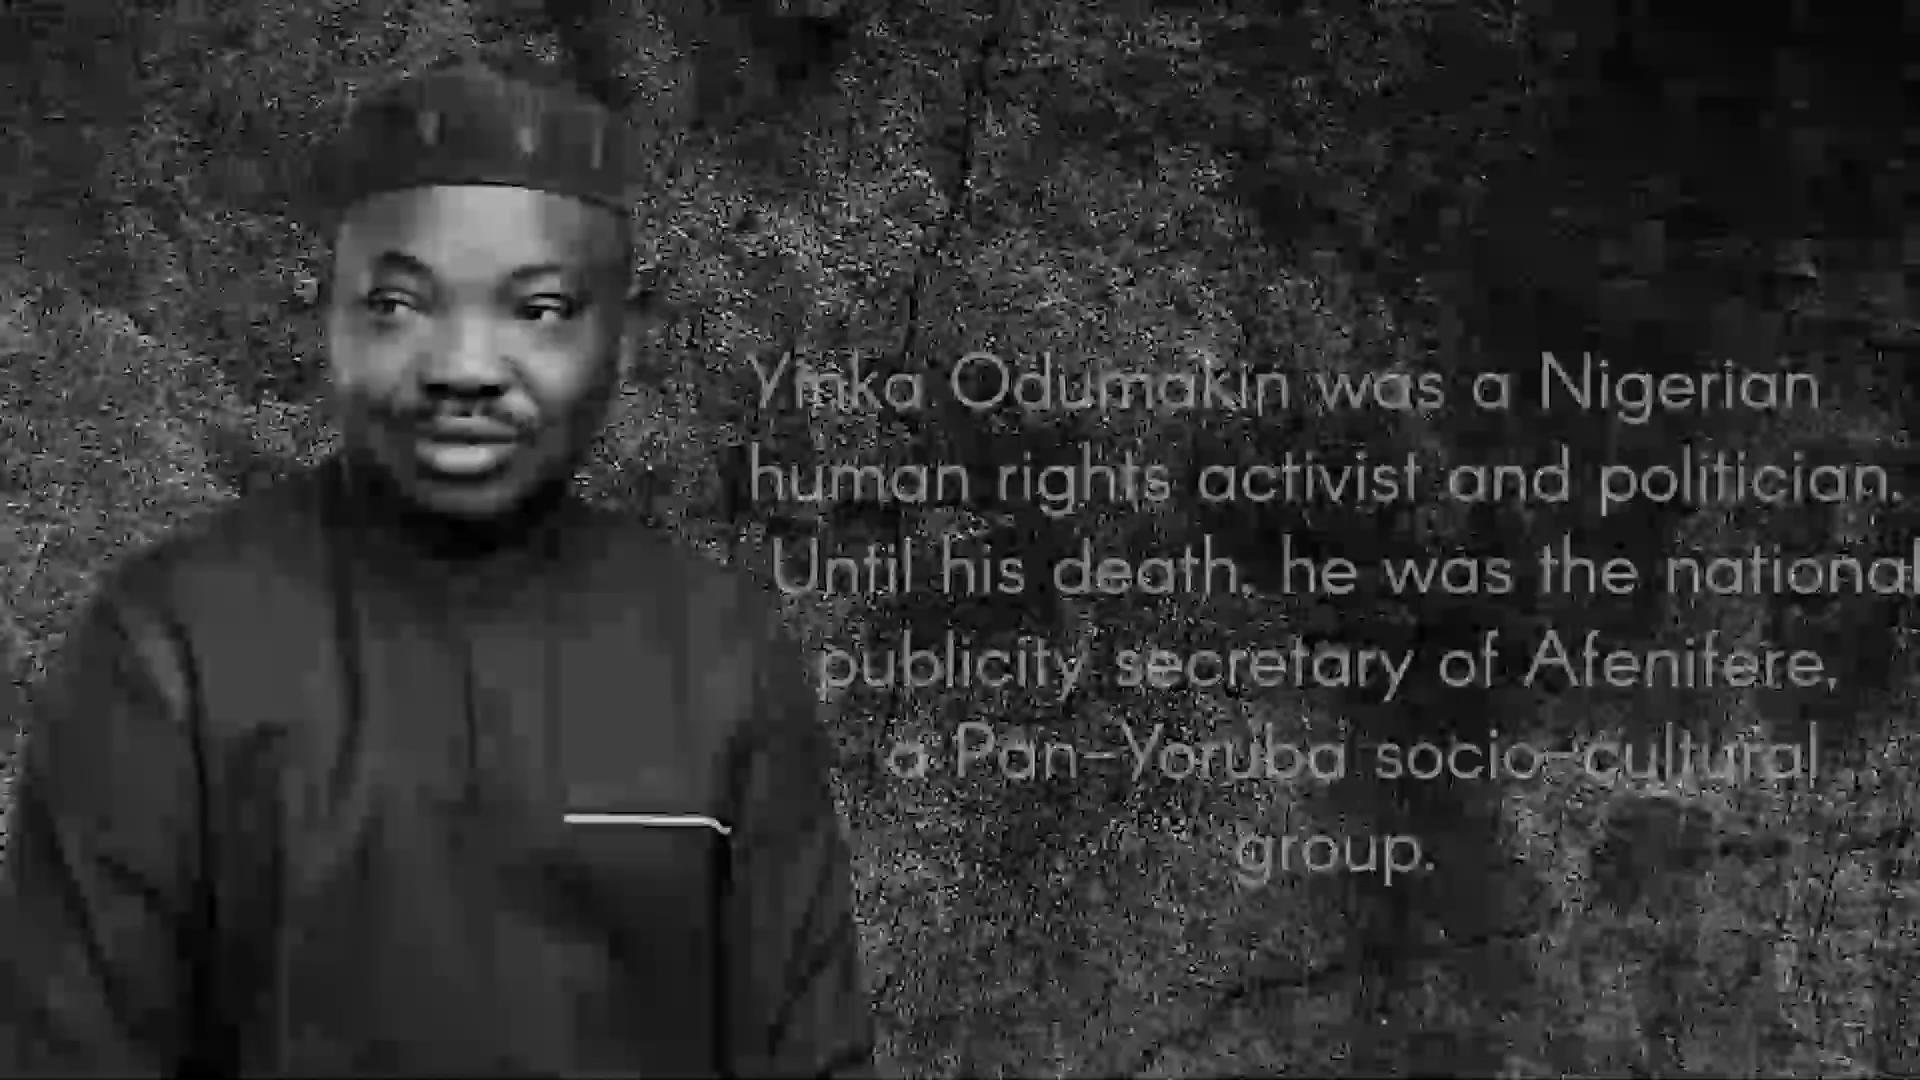 Yinka Odumakin was a Nigerian
human rights activist and politician.
Until his death, he was the national
publicity secretary of Afenifere,
a Pan-Yoruba socio-cultural
group.